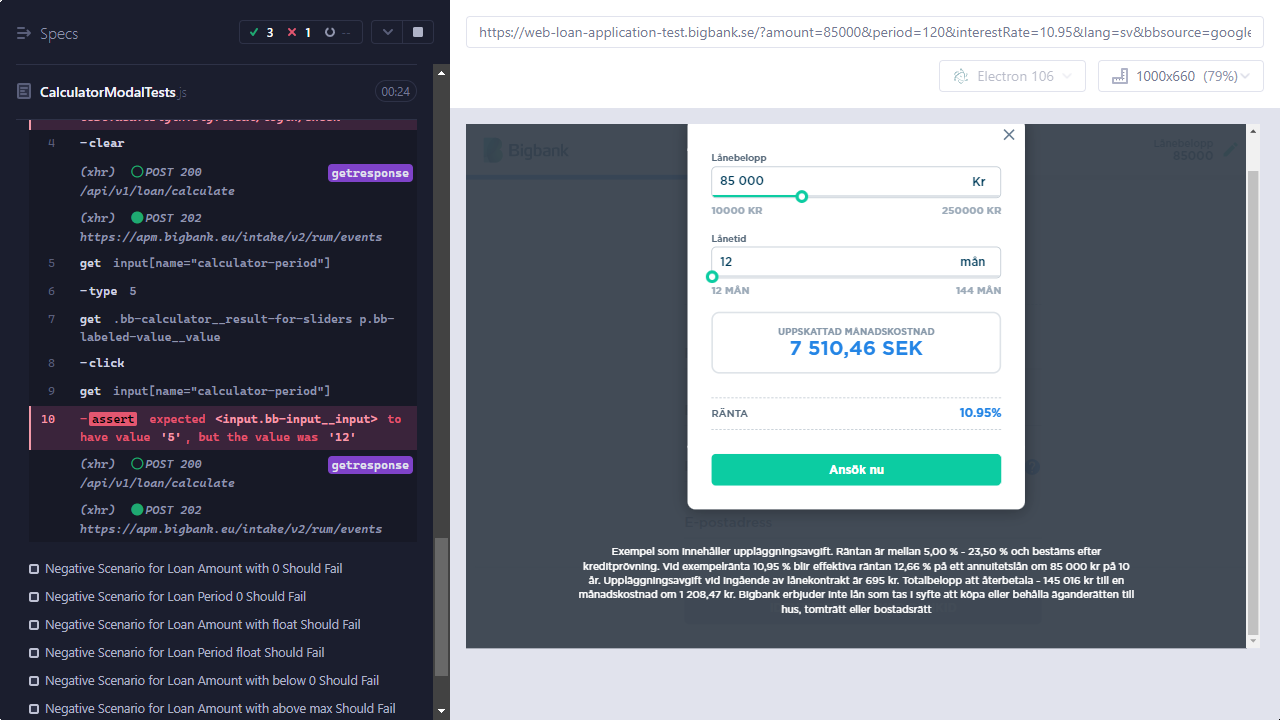 Specs
3
1
--
CalculatorModalTests.js
00:24
4 -clear
(xhr) POST 200 getresponse
/api/v1/loan/calculate
(xhr) POST 202
https://apm.bigbank.eu/intake/v2/rum/events
5 get input[name="calculator-period"]
6 -type 5
7 get .bb-calculator__result-for-sliders p.bb-
labeled-value__value
8 -click
9 get input[name="calculator-period"]
10 -assert expected <input.bb-input__input> to
have value '5', but the value was '12'
(xhr) POST 200 getresponse
/api/v1/loan/calculate
(xhr) POST 202
https://apm.bigbank.eu/intake/v2/rum/events
Negative Scenario for Loan Amount with 0 Should Fail
Negative Scenario for Loan Period 0 Should Fail
Negative Scenario for Loan Amount with float Should Fail
Negative Scenario for Loan Period float Should Fail
Negative Scenario for Loan Amount with below 0 Should Fail
Negative Scenario for Loan Amount with above max Should Fail
https://web-loan-application-test.bigbank.se/?amount=85000&period=120&interestRate=10.95&lang=sv&bbsource=google
Electron 106
1000x660 (79%)
Bigbank
Lånebelopp
85000
Lånebelopp
85 000 Kr
10000 KR 250000 KR
Lånetid
12 mån
12 MÅN 144 MÅN
UPPSKATTAD MÅNADSKOSTNAD
7 510,46 SEK
RÄNTA 10.95%
Ansök nu
E-postadress
Exempel som innehåller uppläggningsavgift. Räntan är mellan 5,00 % - 23,50 % och bestäms efter
kreditprövning. Vid exempelränta 10,95 % blir effektiva räntan 12,66 % på ett annuitetslån om 85 000 kr på 10
år. Uppläggningsavgift vid ingående av lånekontrakt är 695 kr. Totalbelopp att återbetala - 145 016 kr till en
månadskostnad om 1 208,47 kr. Bigbank erbjuder inte lån som tas i syfte att köpa eller behålla äganderätten till
hus, tomträtt eller bostadsrätt